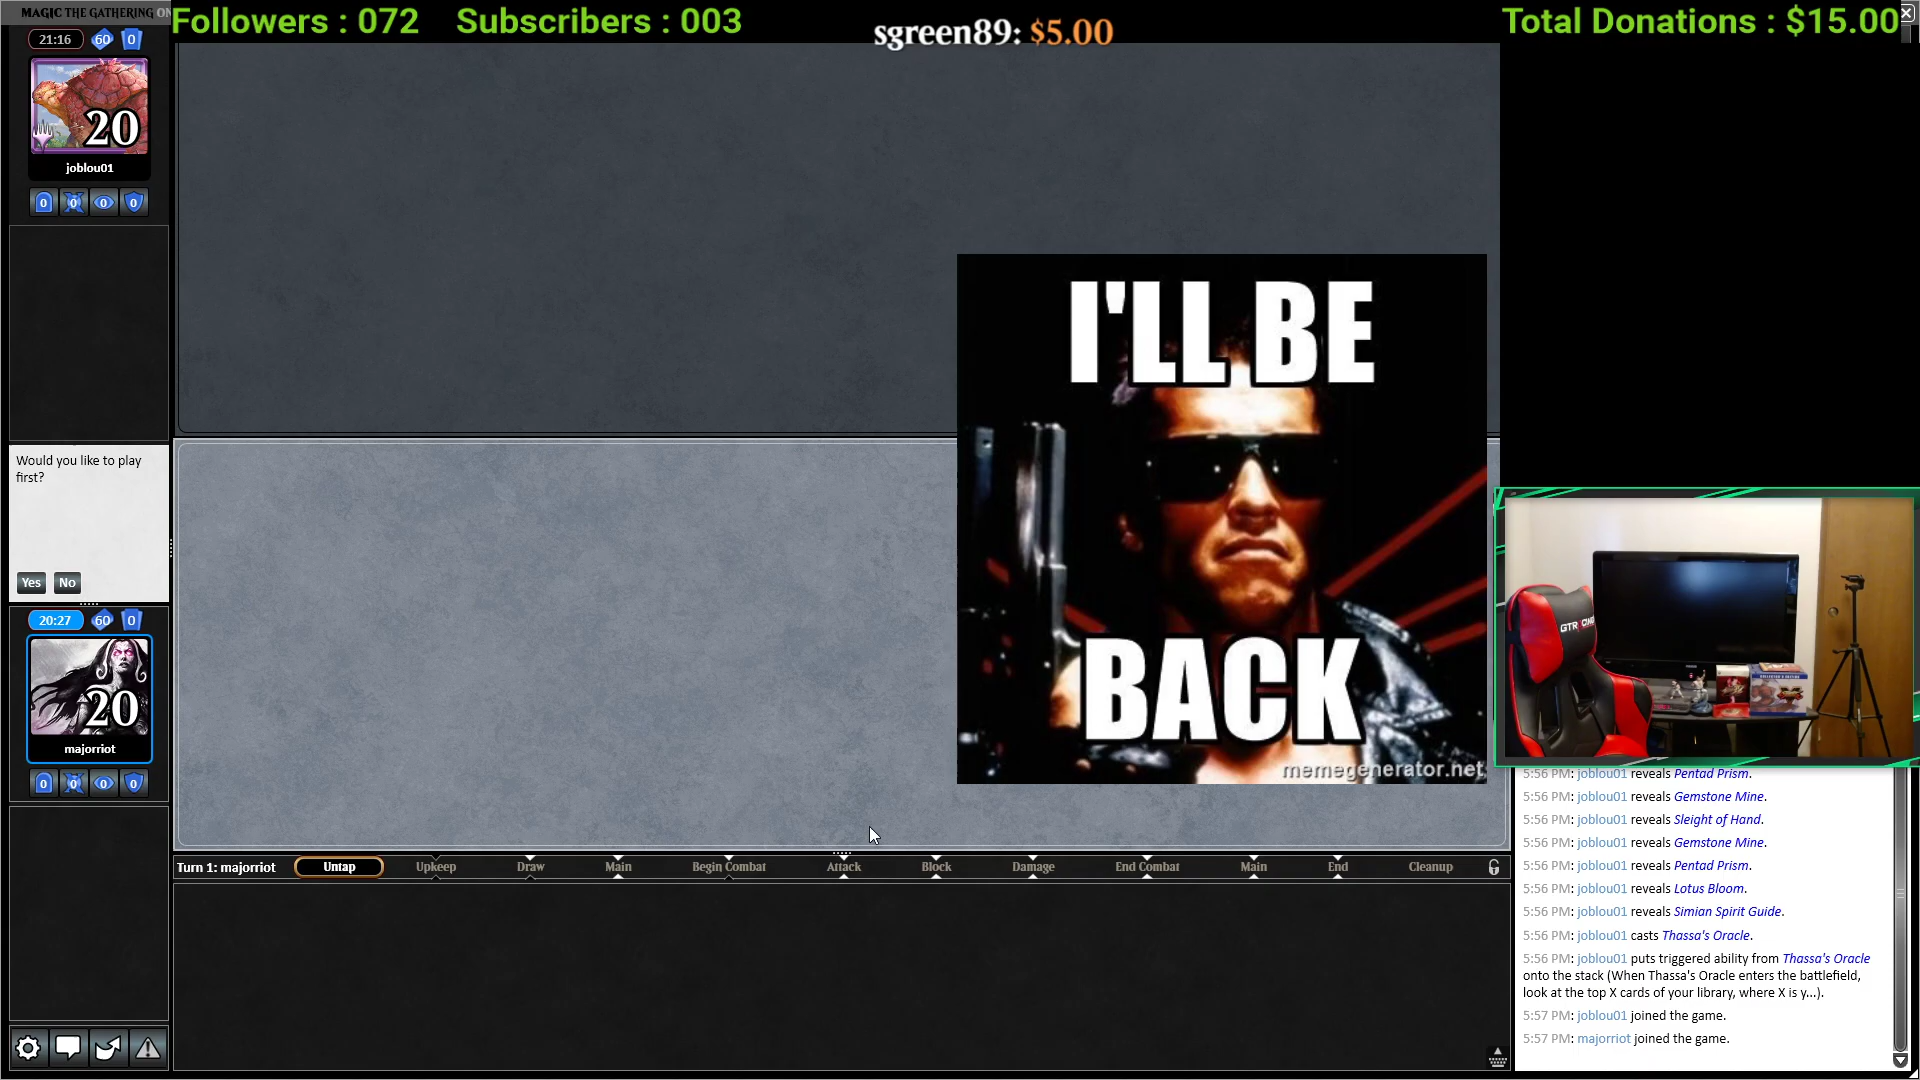 MAGIC THE GATHERING ON
Followers : 072 Subscribers : 003
sgreen89: $5.00
Total Donations : $15.00
21:16 60 0
20
joblou01
0 0 0 0
I'LL BE
BACK
memegenerator.net
Would you like to play
first?
Yes No
20:27 60 0
20
majorriot
0 0 0 0
Turn 1: majorriot Untap Upkeep Draw Main Begin Combat Attack Block Damage End Combat Main End Cleanup
5:56 PM: joblou01 reveals Pentad Prism.
5:56 PM: joblou01 reveals Gemstone Mine.
5:56 PM: joblou01 reveals Sleight of Hand.
5:56 PM: joblou01 reveals Gemstone Mine.
5:56 PM: joblou01 reveals Pentad Prism.
5:56 PM: joblou01 reveals Lotus Bloom.
5:56 PM: joblou01 reveals Simian Spirit Guide.
5:56 PM: joblou01 casts Thassa's Oracle.
5:56 PM: joblou01 puts triggered ability from Thassa's Oracle
onto the stack (When Thassa's Oracle enters the battlefield,
look at the top X cards of your library, where X is y...).
5:57 PM: joblou01 joined the game.
5:57 PM: majorriot joined the game.